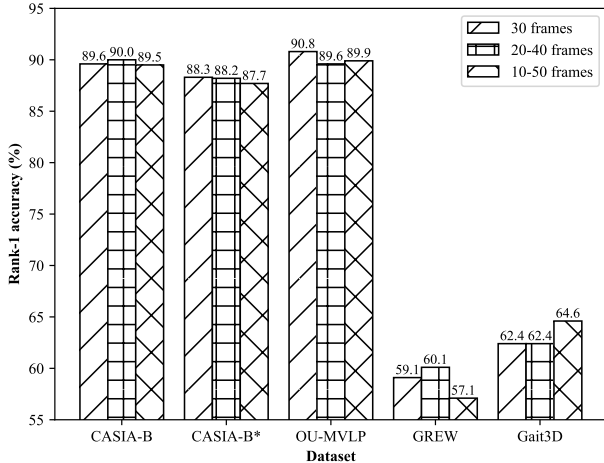 95
90
85
80
75
70
65
60
55
Rank-1 accuracy (%)
30 frames
20-40 frames
10-50 frames
89.6 90.0 89.5
88.3 88.2 87.7
90.8 89.6 89.9
59.1 60.1 57.1
62.4 62.4 64.6
CASIA-B CASIA-B* OU-MVLP GREW Gait3D
Dataset